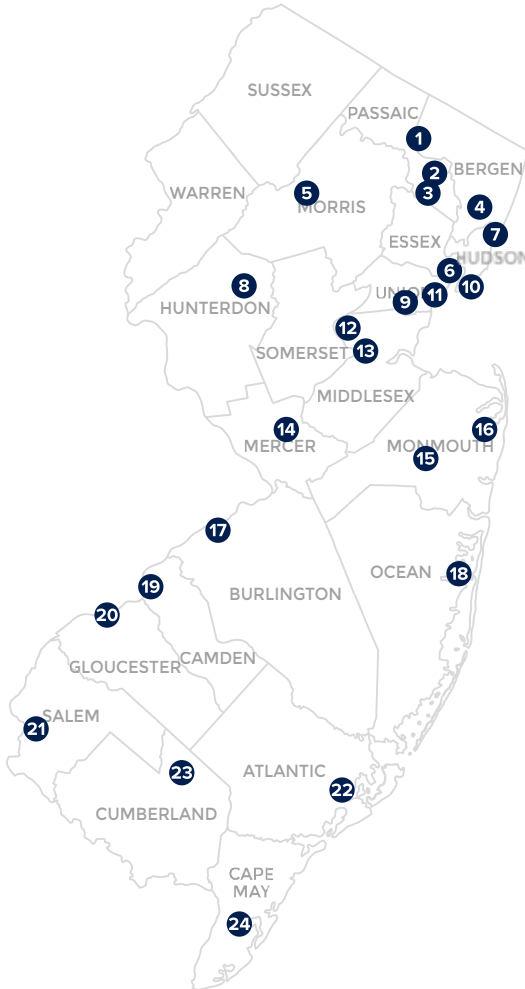 SUSSEX
PASSAIC
1
2
BERGEN
3
WARREN
5
MORRIS
4
7
ESSEX
HUDSON
6
8
10
UNIO
11
9
HUNTERDON
12
SOMERSET
13
MIDDLESEX
14
MERCER
16
MONMOUTH
15
17
OCEAN
18
19
BURLINGTON
20
CAMDEN
GLOUCESTER
SALEM
21
23
ATLANTIC
22
CUMBERLAND
CAPE
MAY
24